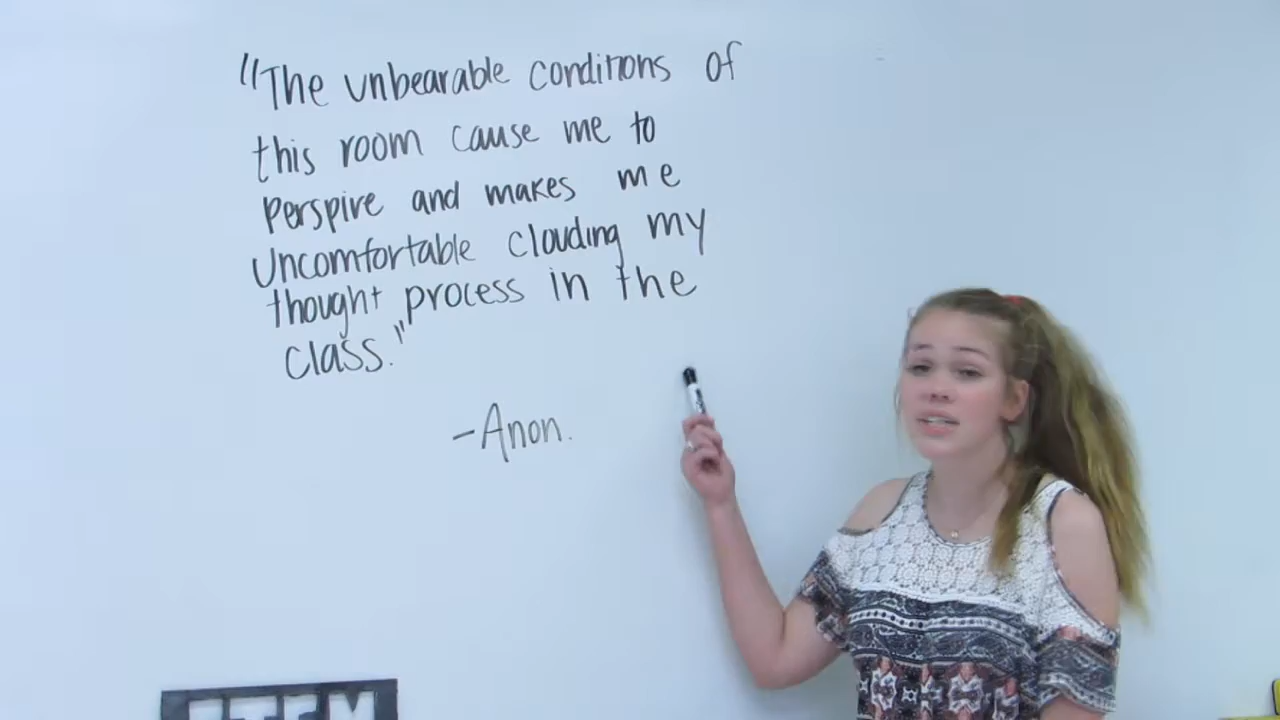 "The unbearable conditions of
this room cause me to
perspire and makes me
uncomfortable clouding my
thought process in the
class."
-Anon.
STEM